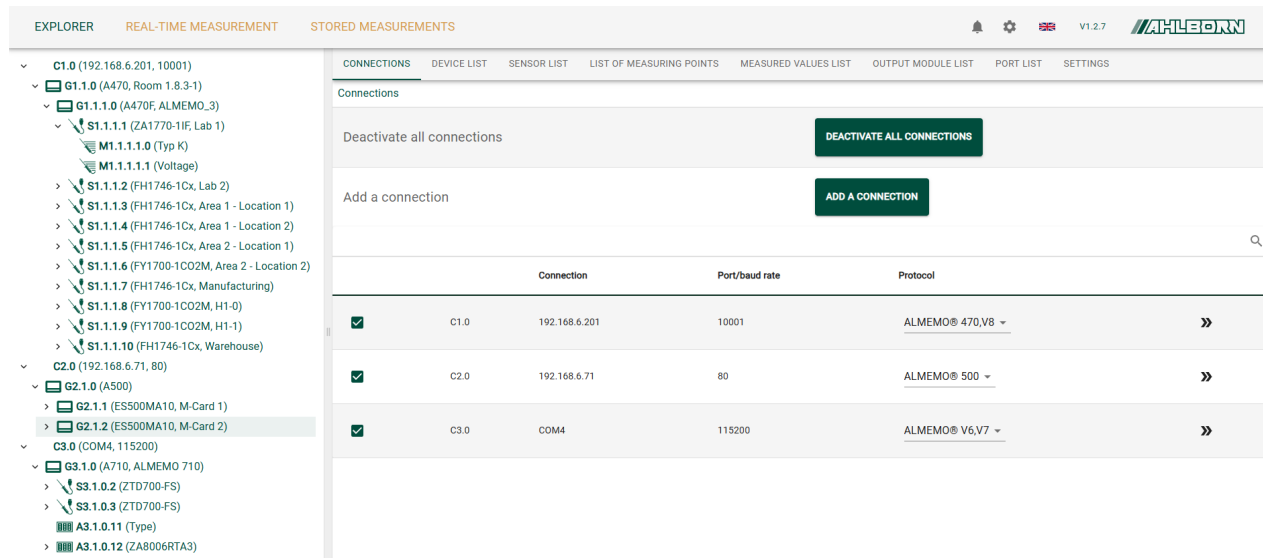 EXPLORER REAL-TIME MEASUREMENT STORED MEASUREMENTS V1.2.7 AHLBORN
C1.0 (192.168.6.201, 10001)
G1.1.0 (A470, Room 1.8.3-1)
G1.1.1.0 (A470F, ALMEMO_3)
S1.1.1.1 (ZA1770-1IF, Lab 1)
M1.1.1.1.0 (Typ K)
M1.1.1.1.1 (Voltage)
S1.1.1.2 (FH1746-1Cx, Lab 2)
S1.1.1.3 (FH1746-1Cx, Area 1 - Location 1)
S1.1.1.4 (FH1746-1Cx, Area 1 - Location 2)
S1.1.1.5 (FH1746-1Cx, Area 2 - Location 1)
S1.1.1.6 (FY1700-1CO2M, Area 2 - Location 2)
S1.1.1.7 (FH1746-1Cx, Manufacturing)
S1.1.1.8 (FY1700-1CO2M, H1-0)
S1.1.1.9 (FY1700-1CO2M, H1-1)
S1.1.1.10 (FH1746-1Cx, Warehouse)
C2.0 (192.168.6.71, 80)
G2.1.0 (A500)
G2.1.1 (ES500MA10, M-Card 1)
G2.1.2 (ES500MA10, M-Card 2)
C3.0 (COM4, 115200)
G3.1.0 (A710, ALMEMO 710)
S3.1.0.2 (ZTD700-FS)
S3.1.0.3 (ZTD700-FS)
A3.1.0.11 (Type)
A3.1.0.12 (ZA8006RTA3)
CONNECTIONS DEVICE LIST SENSOR LIST LIST OF MEASURING POINTS MEASURED VALUES LIST OUTPUT MODULE LIST PORT LIST SETTINGS
Connections
Deactivate all connections DEACTIVATE ALL CONNECTIONS
Add a connection ADD A CONNECTION
Connection Port/baud rate Protocol
C1.0 192.168.6.201 10001 ALMEMO® 470,V8
C2.0 192.168.6.71 80 ALMEMO® 500
C3.0 COM4 115200 ALMEMO® V6,V7